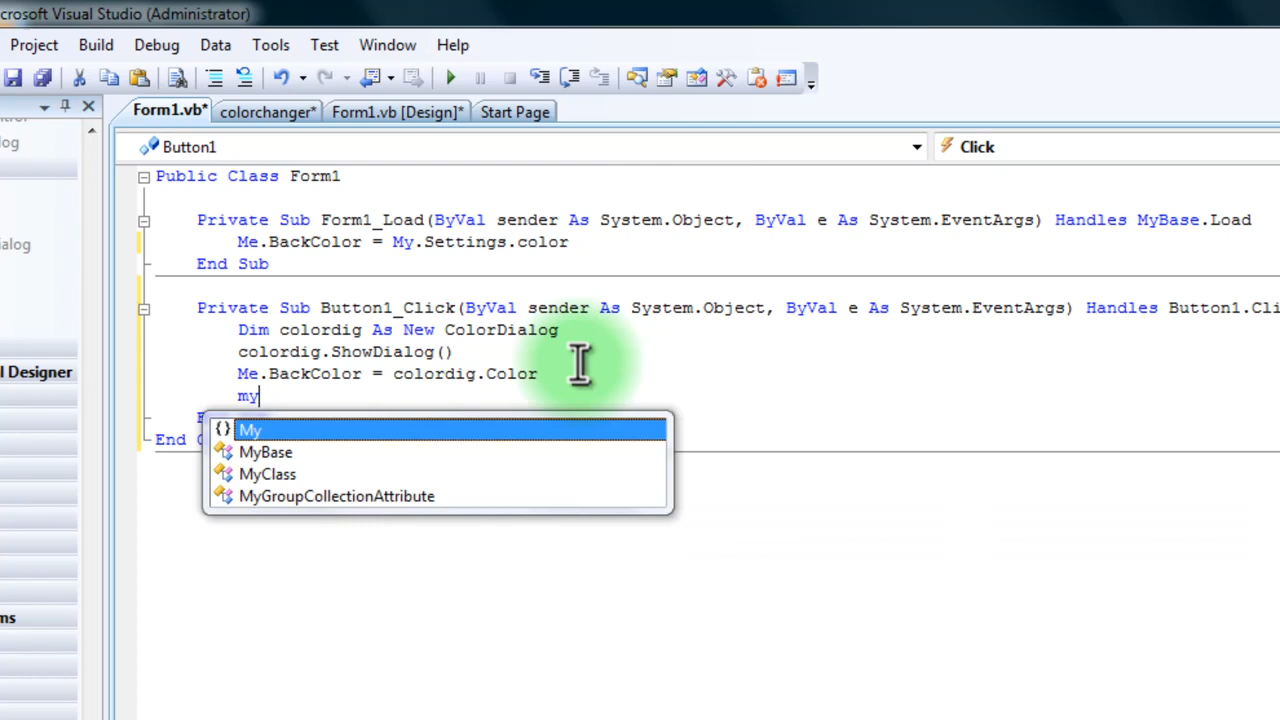 crosoft Visual Studio (Administrator)
Project Build Debug Data Tools Test Window Help
Form1.vb* colorchanger* Form1.vb [Design]* Start Page
Button1 Click
Public Class Form1
Private Sub Form1_Load(ByVal sender As System.Object, ByVal e As System.EventArgs) Handles MyBase.Load
Me.BackColor = My.Settings.color
End Sub
Private Sub Button1_Click(ByVal sender As System.Object, ByVal e As System.EventArgs) Handles Button1.Cli
Dim colordig As New ColorDialog
colordig.ShowDialog()
Me.BackColor = colordig.Color
my
End
My
MyBase
MyClass
MyGroupCollectionAttribute
log
ialog
l Designer
ms